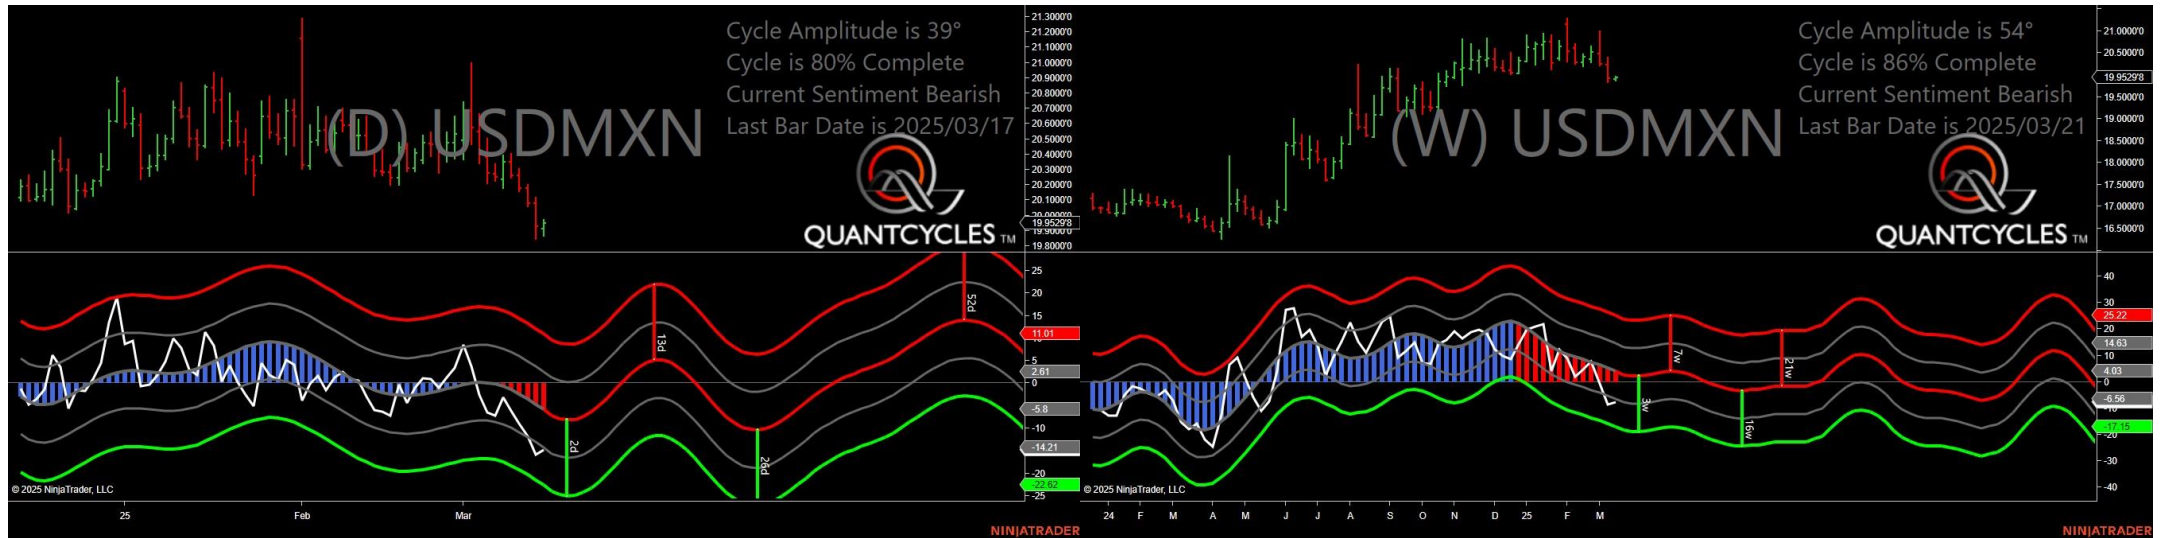 Cycle Amplitude is 39°
Cycle is 80% Complete
Current Sentiment Bearish
Last Bar Date is 2025/03/17
(D) USDMXN
QUANTCYCLES TM
21.3000'0
21.2000'0
21.1000'0
21.0000'0
20.9000'0
20.7000'0
20.6000'0
20.5000'0
20.4000'0
20.3000'0
20.2000'0
20.1000'0
20.0000'0
19.9529'8
19.9000'0
19.8000'0
25
20
15
11.01
5
2.61
0
-5.8
-10
-14.21
-20
-22.62
-25
13d
52d
2d
26d
© 2025 NinjaTrader, LLC
25
Feb
Mar
NINJATRADER
Cycle Amplitude is 54°
Cycle is 86% Complete
Current Sentiment Bearish
Last Bar Date is 2025/03/21
(W) USDMXN
QUANTCYCLES TM
21.0000'0
20.5000'0
19.9529'8
19.5000'0
19.0000'0
18.5000'0
18.0000'0
17.5000'0
17.0000'0
16.5000'0
40
30
25.22
20
14.63
10
4.03
0
-6.56
-10
-17.15
-20
-30
-40
7w
21w
3w
16w
© 2025 NinjaTrader, LLC
24 F M A M J J A S O N D 25 F M
NINJATRADER